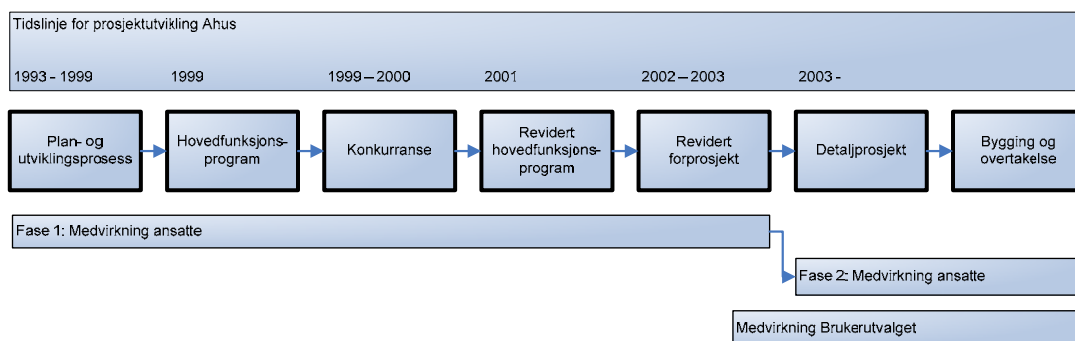 Tidslinje for prosjektutvikling Ahus
1993 - 1999
1999
1999 – 2000
2001
2002 – 2003
2003 -
Plan- og
utviklingsprosess
Hovedfunksjons-
program
Konkurranse
Revidert
hovedfunksjons-
program
Revidert
forprosjekt
Detaljprosjekt
Bygging og
overtakelse
Fase 1: Medvirkning ansatte
Fase 2: Medvirkning ansatte
Medvirkning Brukerutvalget